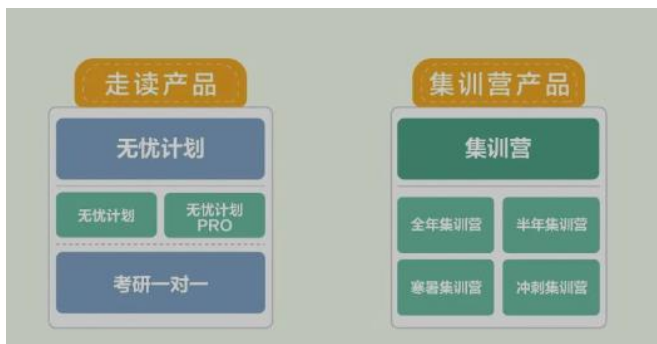 走读产品
无忧计划
无忧计划
无忧计划
PRO
考研一对一
集训营产品
集训营
全年集训营
半年集训营
寒暑集训营
冲刺集训营